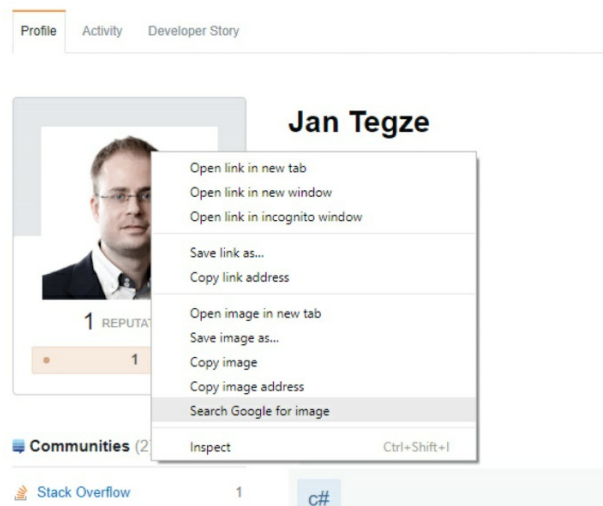 Profile Activity Developer Story
Jan Tegze
Open link in new tab
Open link in new window
Open link in incognito window
Save link as...
Copy link address
Open image in new tab
Save image as...
Copy image
Copy image address
Search Google for image
Inspect Ctrl+Shift+I
1 REPUTAT
1
Communities (2
Stack Overflow 1
c#